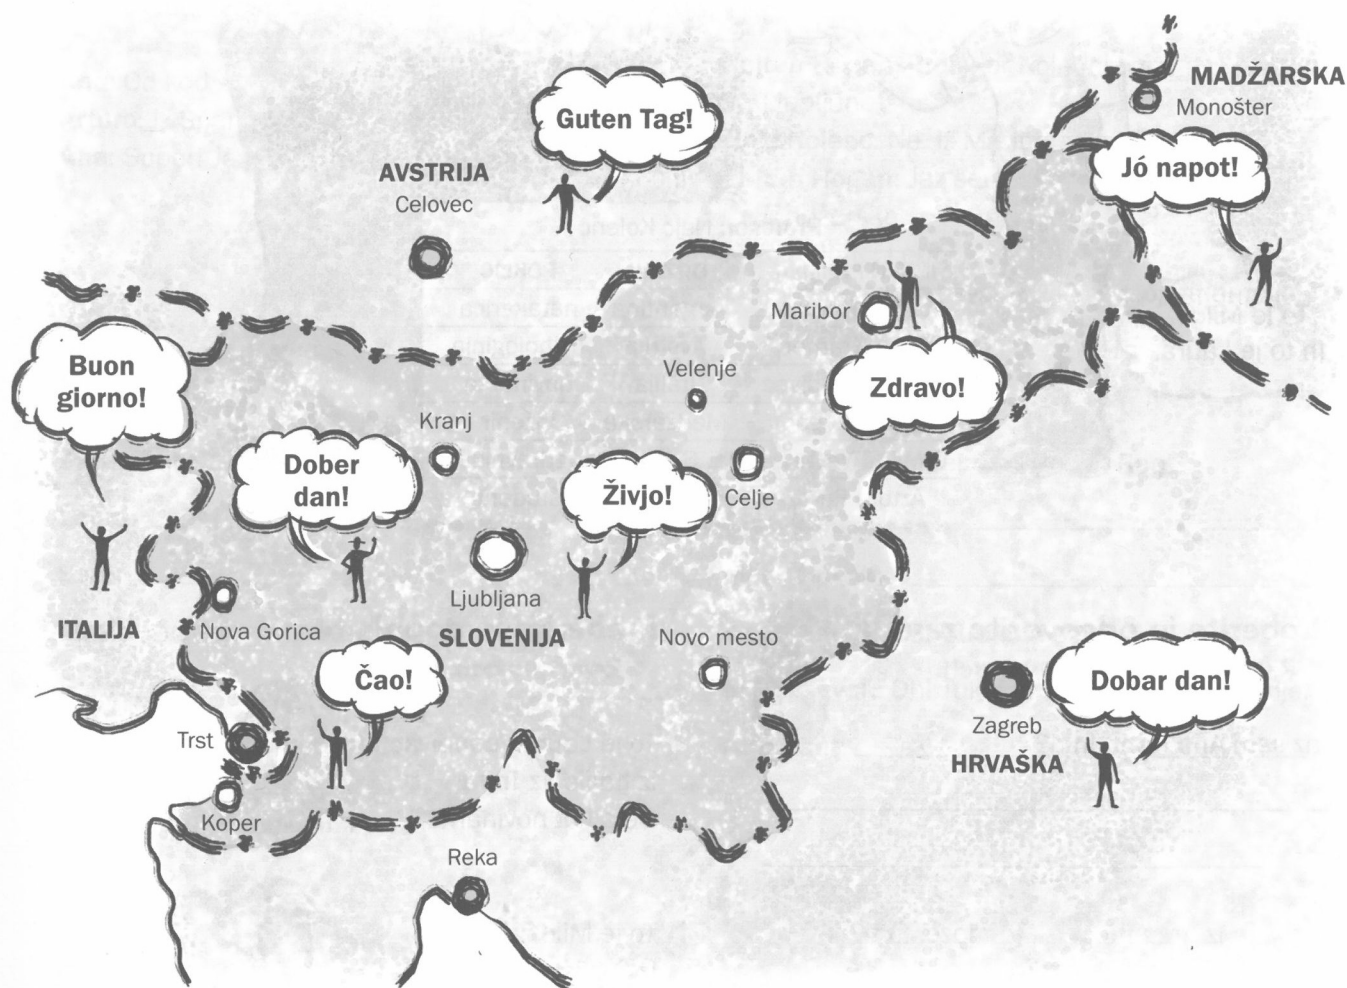 MADŽARSKA
Monošter
Guten Tag!
Jó napot!
AVSTRIJA
Celovec
Maribor
Buon
giorno!
Velenje
Zdravo!
Kranj
Dober
dan!
Živjo!
Celje
Ljubljana
ITALIJA
Nova Gorica
SLOVENIJA
Novo mesto
Čao!
Dobar dan!
Zagreb
Trst
HRVAŠKA
Koper
Reka